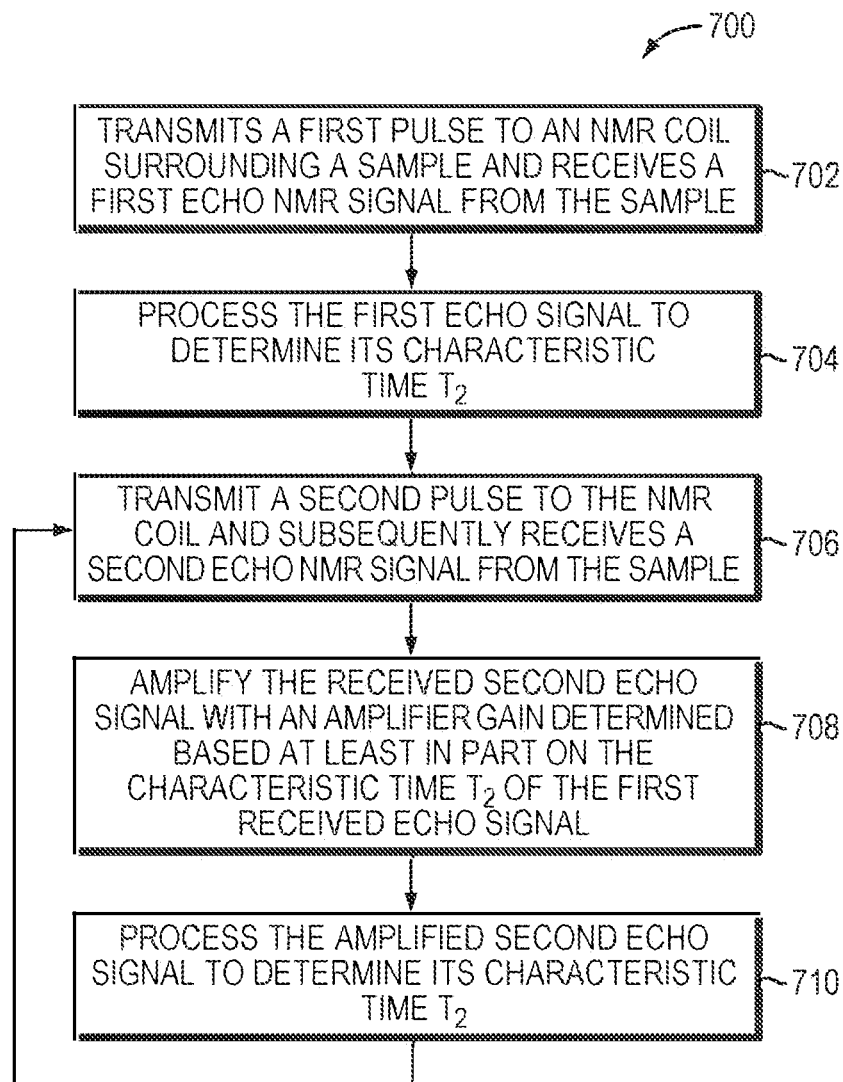 700
TRANSMITS A FIRST PULSE TO AN NMR COIL
SURROUNDING A SAMPLE AND RECEIVES A
FIRST ECHO NMR SIGNAL FROM THE SAMPLE
702
PROCESS THE FIRST ECHO SIGNAL TO
DETERMINE ITS CHARACTERISTIC
TIME T₂
704
TRANSMIT A SECOND PULSE TO THE NMR
COIL AND SUBSEQUENTLY RECEIVES A
SECOND ECHO NMR SIGNAL FROM THE SAMPLE
706
AMPLIFY THE RECEIVED SECOND ECHO
SIGNAL WITH AN AMPLIFIER GAIN DETERMINED
BASED AT LEAST IN PART ON THE
CHARACTERISTIC TIME T₂ OF THE FIRST
RECEIVED ECHO SIGNAL
708
PROCESS THE AMPLIFIED SECOND ECHO
SIGNAL TO DETERMINE ITS CHARACTERISTIC
TIME T₂
710